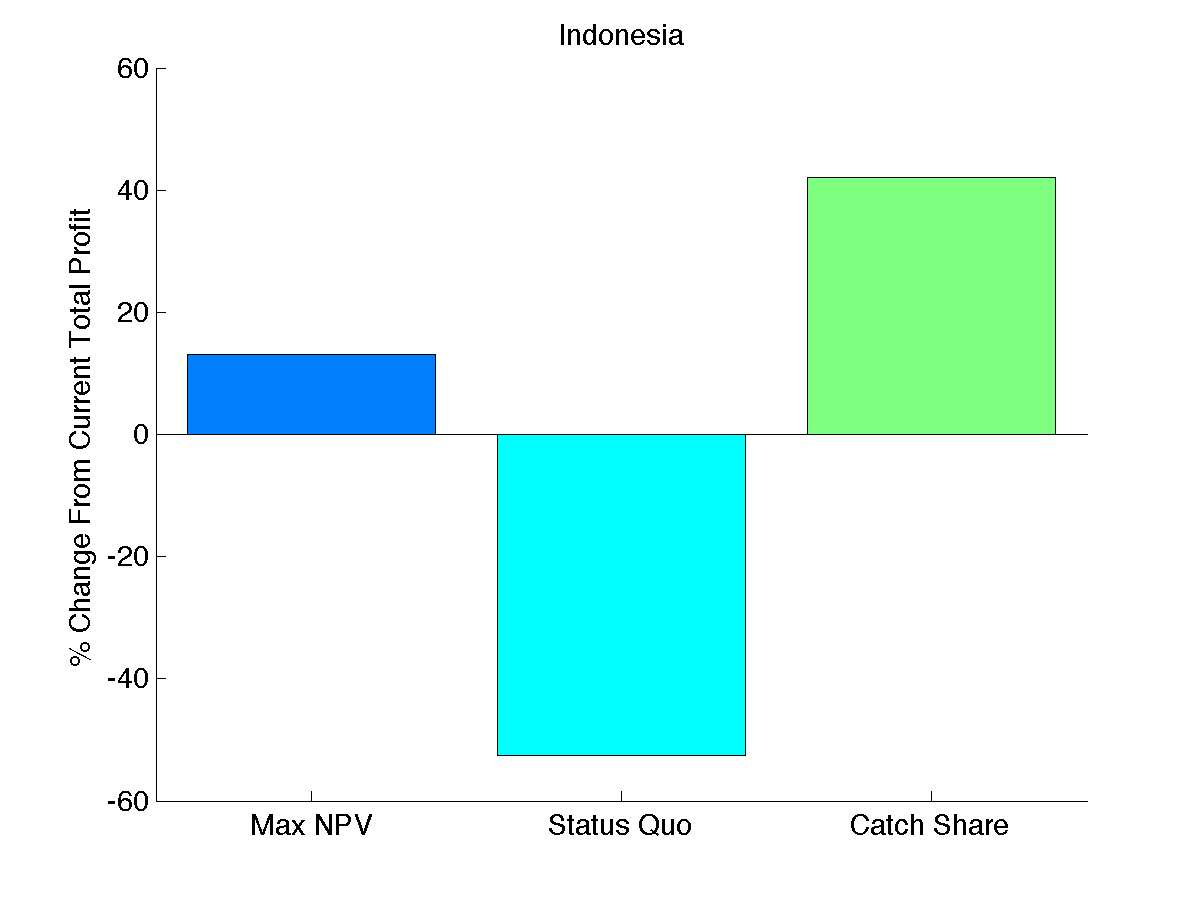 Indonesia
60
40
20
0
-20
-40
-60
% Change From Current Total Profit
Max NPV
Status Quo
Catch Share